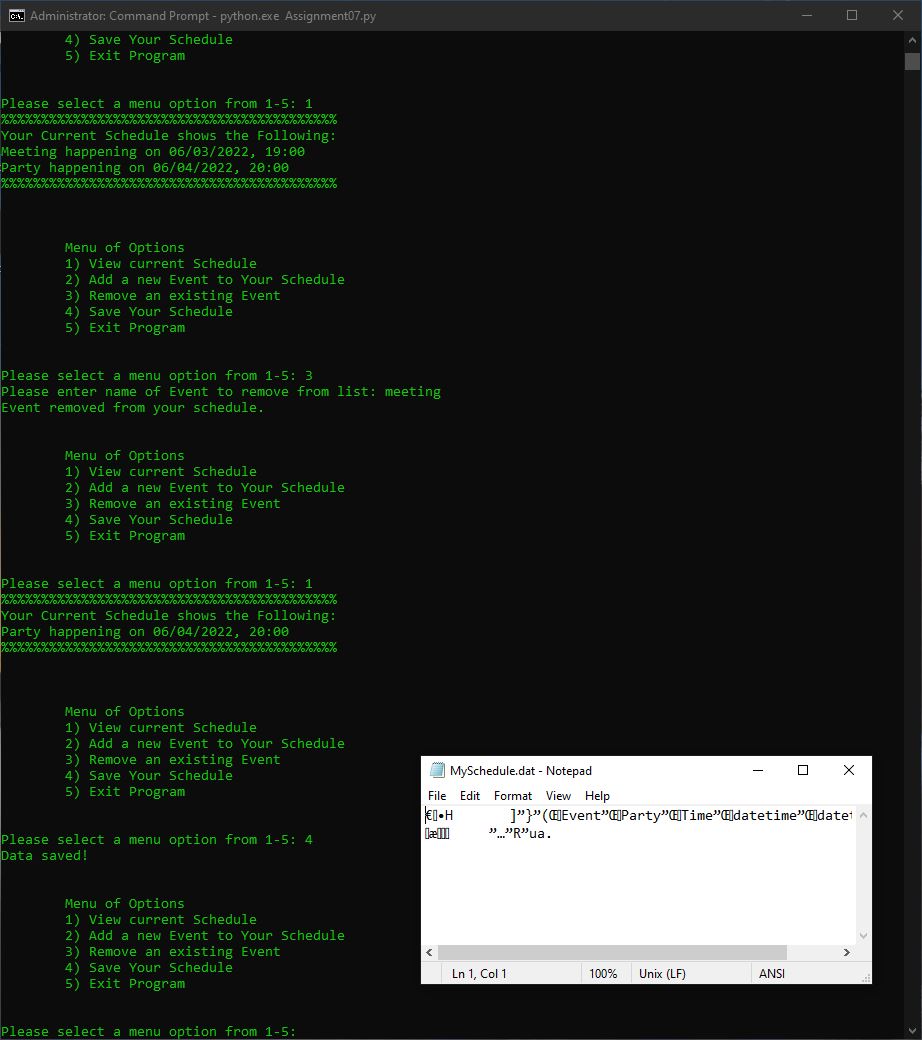 Administrator: Command Prompt - python.exe Assignment07.py
4) Save Your Schedule
5) Exit Program
Please select a menu option from 1-5: 1
%%%%%%%%%%%%%%%%%%%%%%%%%%%%%%%%%%%%%%%%%%
Your Current Schedule shows the Following:
Meeting happening on 06/03/2022, 19:00
Party happening on 06/04/2022, 20:00
%%%%%%%%%%%%%%%%%%%%%%%%%%%%%%%%%%%%%%%%%%
Menu of Options
1) View current Schedule
2) Add a new Event to Your Schedule
3) Remove an existing Event
4) Save Your Schedule
5) Exit Program
Please select a menu option from 1-5: 3
Please enter name of Event to remove from list: meeting
Event removed from your schedule.
Menu of Options
1) View current Schedule
2) Add a new Event to Your Schedule
3) Remove an existing Event
4) Save Your Schedule
5) Exit Program
Please select a menu option from 1-5: 1
%%%%%%%%%%%%%%%%%%%%%%%%%%%%%%%%%%%%%%%%%%
Your Current Schedule shows the Following:
Party happening on 06/04/2022, 20:00
%%%%%%%%%%%%%%%%%%%%%%%%%%%%%%%%%%%%%%%%%%
Menu of Options
1) View current Schedule
2) Add a new Event to Your Schedule
3) Remove an existing Event
4) Save Your Schedule
5) Exit Program
Please select a menu option from 1-5: 4
Data saved!
Menu of Options
1) View current Schedule
2) Add a new Event to Your Schedule
3) Remove an existing Event
4) Save Your Schedule
5) Exit Program
Please select a menu option from 1-5:
MySchedule.dat - Notepad
File Edit Format View Help
€•H ]”}”(Œ Event”Œ Party”Œ Time”Œ datetime”Œ datet
æ ”…”R”ua.
Ln 1, Col 1 100% Unix (LF) ANSI